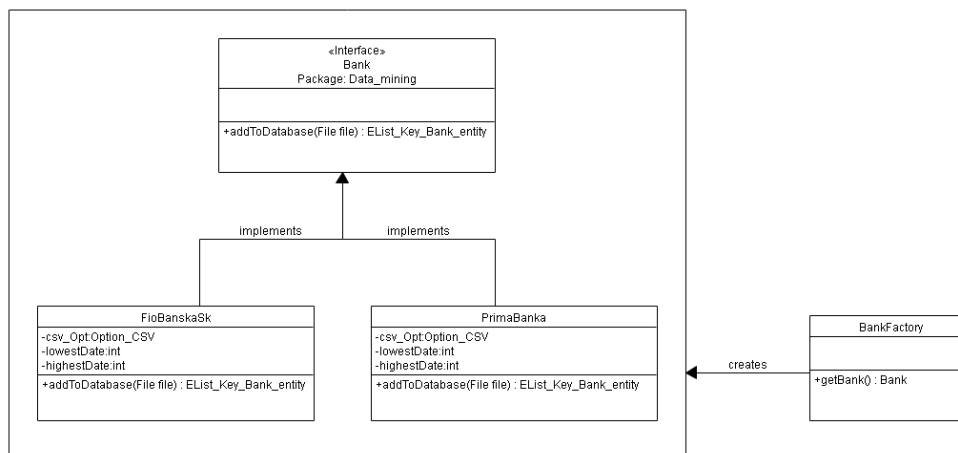 «Interface»
Bank
Package: Data_mining
+addToDatabase(File file) : EList_Key_Bank_entity
implements
implements
FioBanskaSk
-csv_Opt:Option_CSV
-lowestDate:int
-highestDate:int
+addToDatabase(File file) : EList_Key_Bank_entity
PrimaBanka
-csv_Opt:Option_CSV
-lowestDate:int
-highestDate:int
+addToDatabase(File file) : EList_Key_Bank_entity
creates
BankFactory
+getBank() : Bank